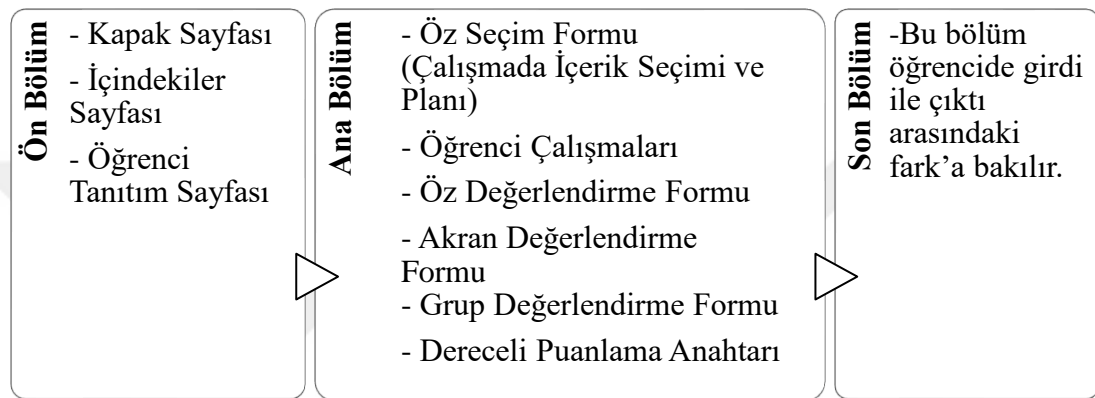 Ön Bölüm
- Kapak Sayfası
- İçindekiler
Sayfası
- Öğrenci
Tanıtım Sayfası
Ana Bölüm
- Öz Seçim Formu
(Çalışmada İçerik Seçimi ve
Planı)
- Öğrenci Çalışmaları
- Öz Değerlendirme Formu
- Akran Değerlendirme
Formu
- Grup Değerlendirme Formu
- Dereceli Puanlama Anahtarı
Son Bölüm
-Bu bölüm
öğrencide girdi
ile çıktı
arasındaki
fark’a bakılır.